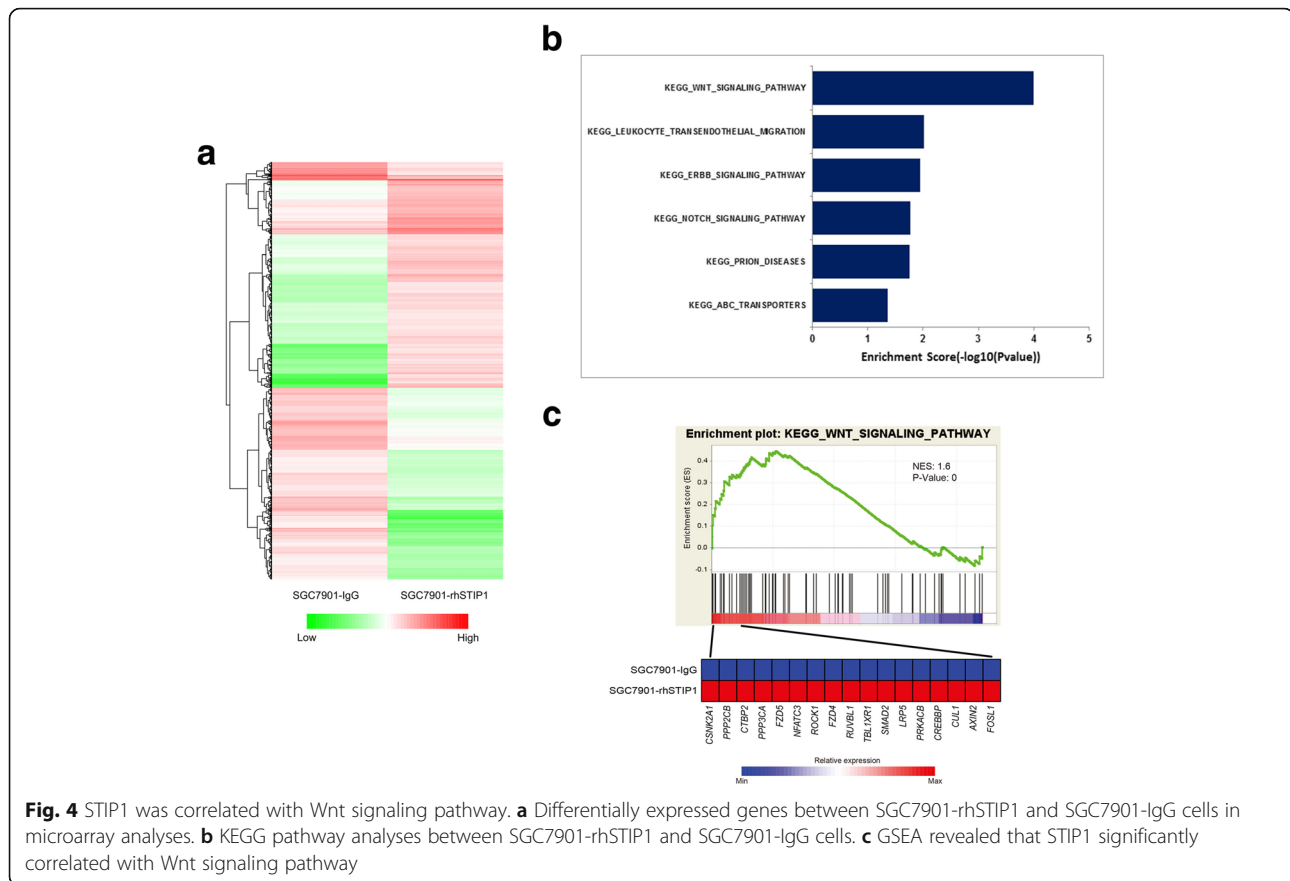 a
SGC7901-IgG
SGC7901-rhSTIP1
Low
High
b
KEGG_WNT_SIGNALING_PATHWAY
KEGG_LEUKOCYTE_TRANSENDOTHELIAL_MIGRATION
KEGG_ERBB_SIGNALING_PATHWAY
KEGG_NOTCH_SIGNALING_PATHWAY
KEGG_PRION_DISEASES
KEGG_ABC_TRANSPORTERS
0 1 2 3 4 5
Enrichment Score(-log10(Pvalue))
c
Enrichment plot: KEGG_WNT_SIGNALING_PATHWAY
Enrichment score (ES)
0.4
0.3
0.2
0.1
0.0
-0.1
NES: 1.6
P-Value: 0
SGC7901-IgG
SGC7901-rhSTIP1
CSNK2A1
PPP2CB
CTBP2
PPP3CA
FZD5
NFATC3
ROCK1
FZD4
RUVBL1
TBL1XR1
SMAD2
LRP5
PRKACB
CREBBP
CUL1
AXIN2
FOSL1
Relative expression
Min
Max
Fig. 4 STIP1 was correlated with Wnt signaling pathway. a Differentially expressed genes between SGC7901-rhSTIP1 and SGC7901-IgG cells in
microarray analyses. b KEGG pathway analyses between SGC7901-rhSTIP1 and SGC7901-IgG cells. c GSEA revealed that STIP1 significantly
correlated with Wnt signaling pathway